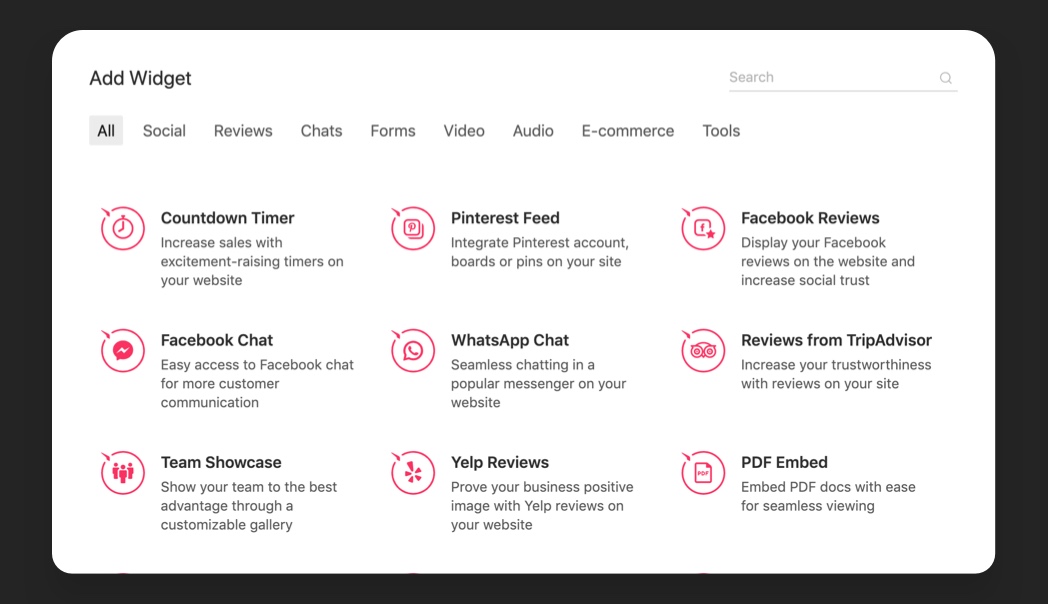 Add Widget
Search
All Social Reviews Chats Forms Video Audio E-commerce Tools
Countdown Timer
Increase sales with
excitement-raising timers on
your website
Pinterest Feed
Integrate Pinterest account,
boards or pins on your site
Facebook Reviews
Display your Facebook
reviews on the website and
increase social trust
Facebook Chat
Easy access to Facebook chat
for more customer
communication
WhatsApp Chat
Seamless chatting in a
popular messenger on your
website
Reviews from TripAdvisor
Increase your trustworthiness
with reviews on your site
Team Showcase
Show your team to the best
advantage through a
customizable gallery
Yelp Reviews
Prove your business positive
image with Yelp reviews on
your website
PDF
PDF Embed
Embed PDF docs with ease
for seamless viewing